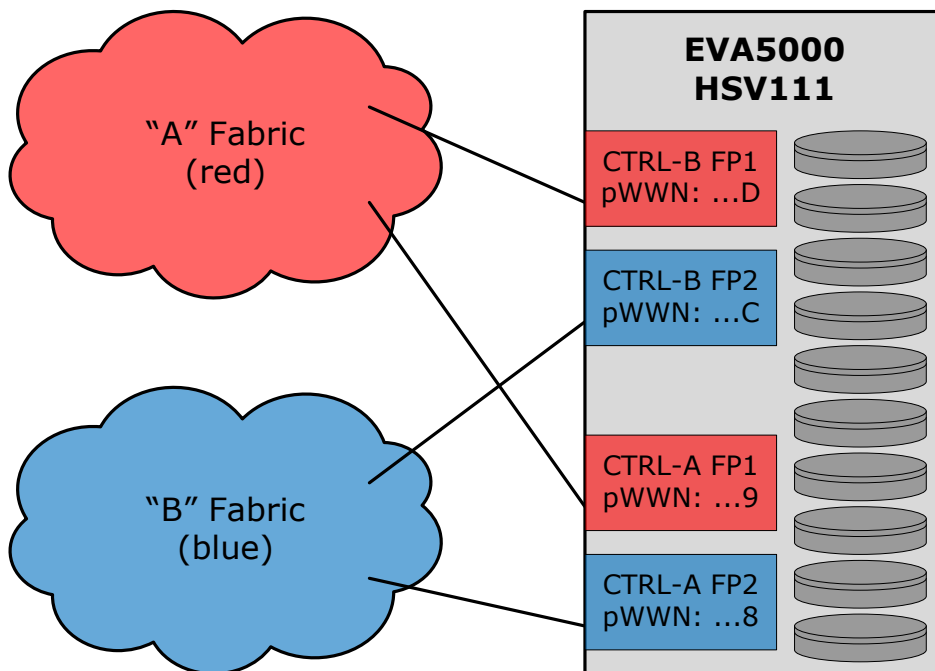 “A” Fabric
(red)
“B” Fabric
(blue)
EVA5000
HSV111
CTRL-B FP1
pWWN: ...D
CTRL-B FP2
pWWN: ...C
CTRL-A FP1
pWWN: ...9
CTRL-A FP2
pWWN: ...8